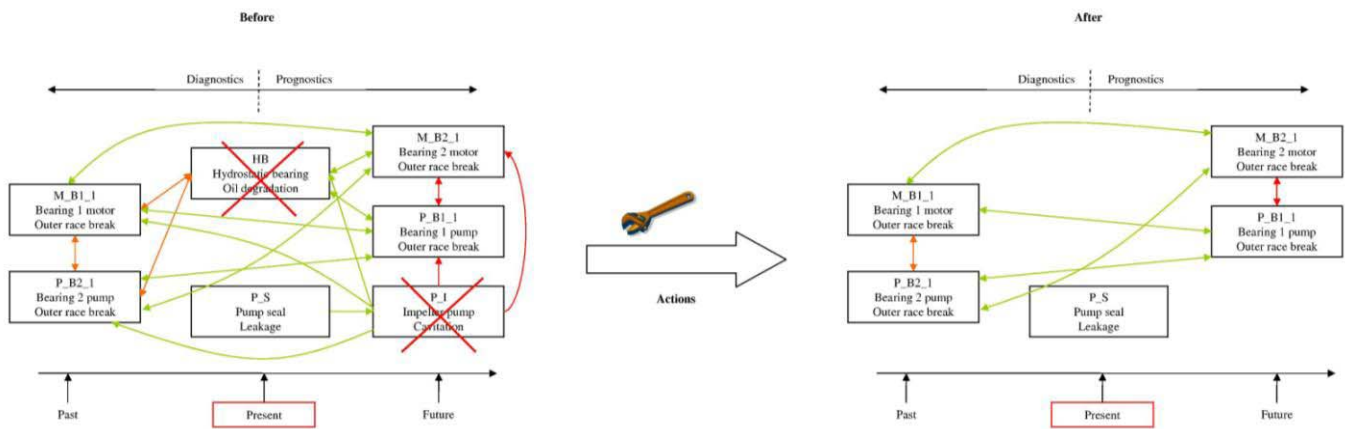 Before
Diagnostics
Prognostics
M_B2_1
Bearing 2 motor
Outer race break
HB
Hydrostatic bearing
Oil degradation
M_B1_1
Bearing 1 motor
Outer race break
P_B1_1
Bearing 1 pump
Outer race break
P_B2_1
Bearing 2 pump
Outer race break
P_S
Pump seal
Leakage
P_I
Impeller pump
Cavitation
Past
Present
Future
Actions
After
Diagnostics
Prognostics
M_B2_1
Bearing 2 motor
Outer race break
M_B1_1
Bearing 1 motor
Outer race break
P_B1_1
Bearing 1 pump
Outer race break
P_B2_1
Bearing 2 pump
Outer race break
P_S
Pump seal
Leakage
Past
Present
Future